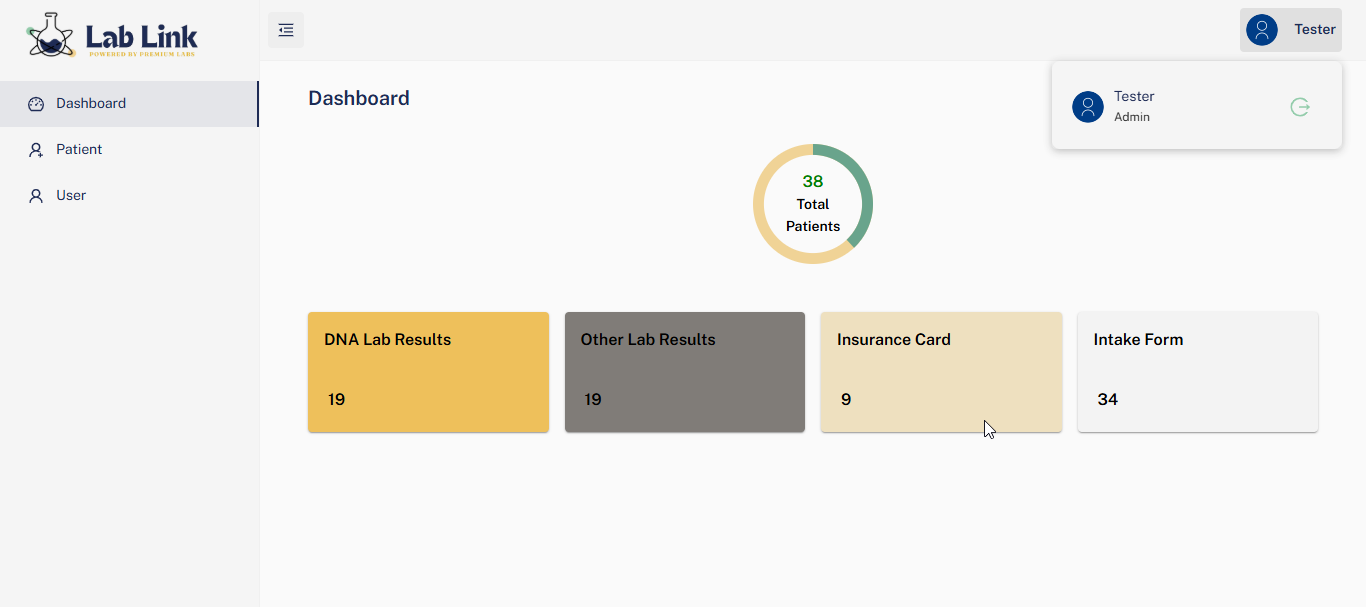 Lab Link
POWERED BY PREMIUM LABS
Tester
Dashboard
Patient
User
Dashboard
Tester
Admin
38
Total
Patients
DNA Lab Results
19
Other Lab Results
19
Insurance Card
9
Intake Form
34